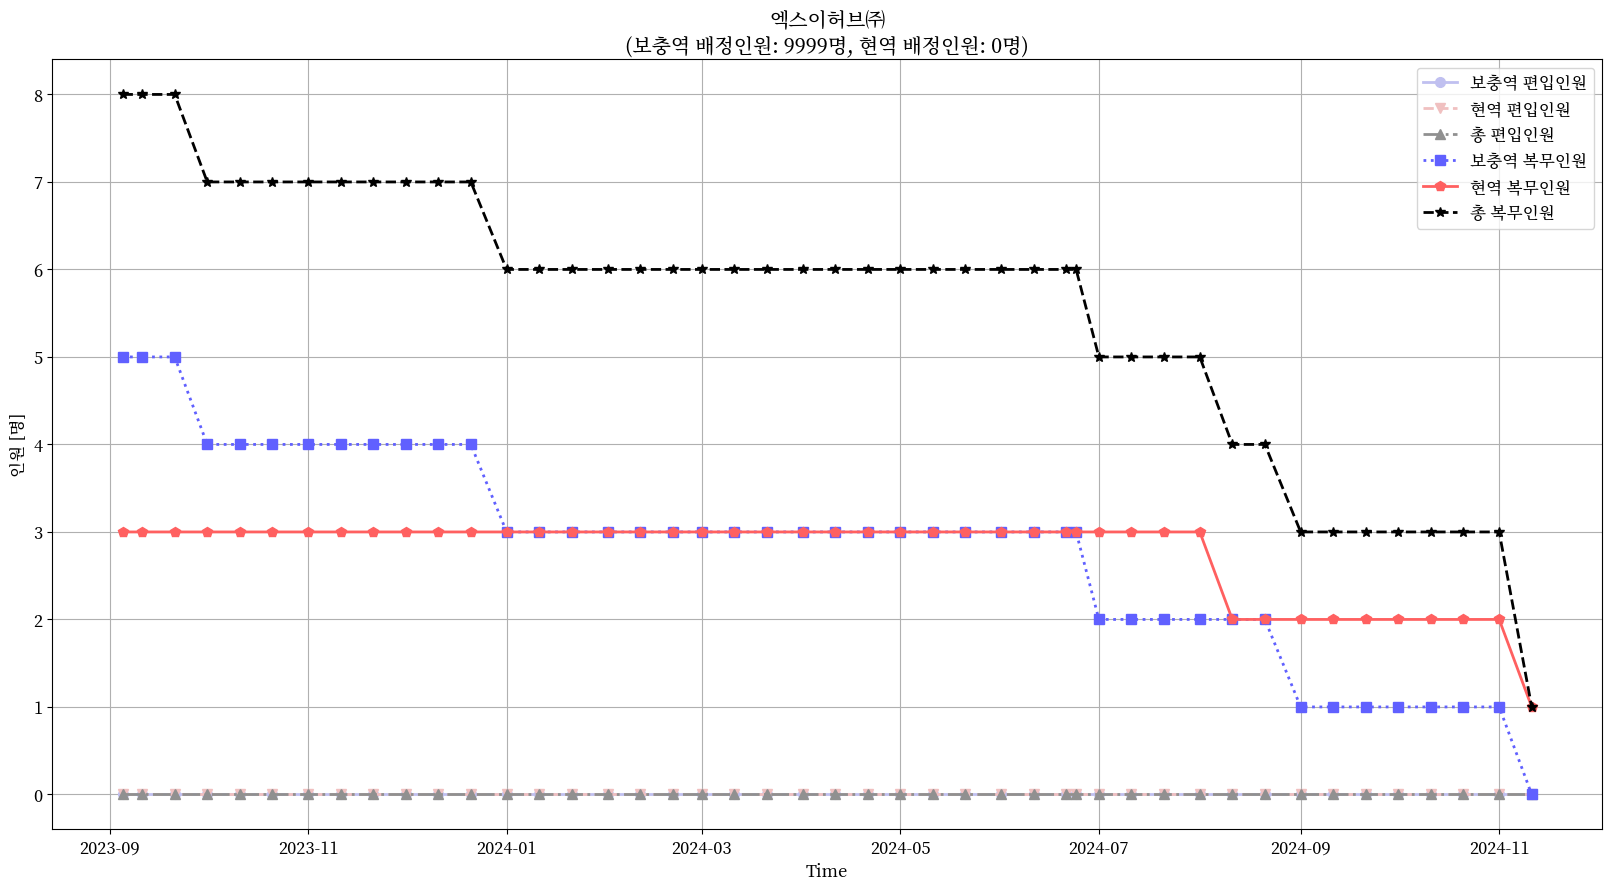 엑스이허브㈜
(보충역 배정인원: 9999명, 현역 배정인원: 0명)
보충역 편입인원
현역 편입인원
총 편입인원
보충역 복무인원
현역 복무인원
총 복무인원
인원 [명]
8
7
6
5
4
3
2
1
0
2023-09
2023-11
2024-01
2024-03
2024-05
2024-07
2024-09
2024-11
Time